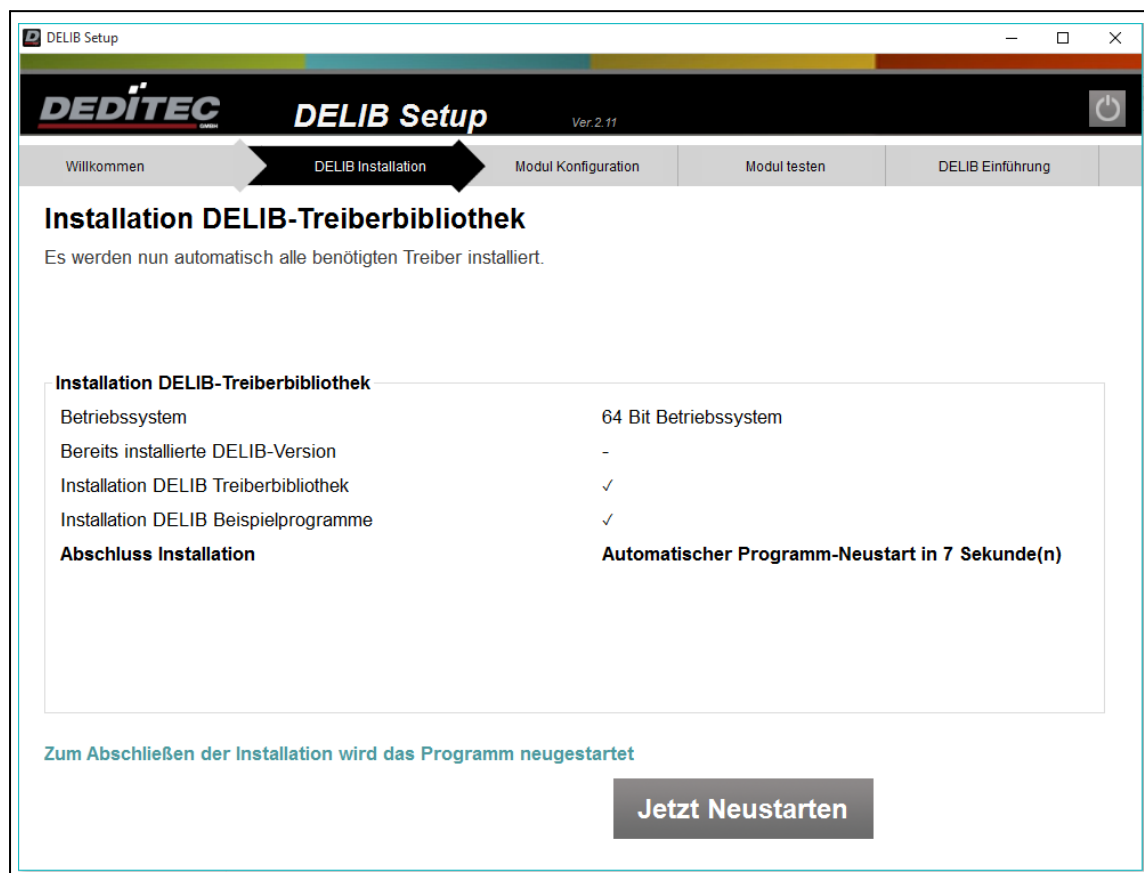 DELIB Setup
DEDITEC
GMBH
DELIB Setup
Ver.2.11
Willkommen
DELIB Installation
Modul Konfiguration
Modul testen
DELIB Einführung
Installation DELIB-Treiberbibliothek
Es werden nun automatisch alle benötigten Treiber installiert.
Installation DELIB-Treiberbibliothek
Betriebssystem 64 Bit Betriebssystem
Bereits installierte DELIB-Version -
Installation DELIB Treiberbibliothek ✓
Installation DELIB Beispielprogramme ✓
Abschluss Installation Automatischer Programm-Neustart in 7 Sekunde(n)
Zum Abschließen der Installation wird das Programm neugestartet
Jetzt Neustarten